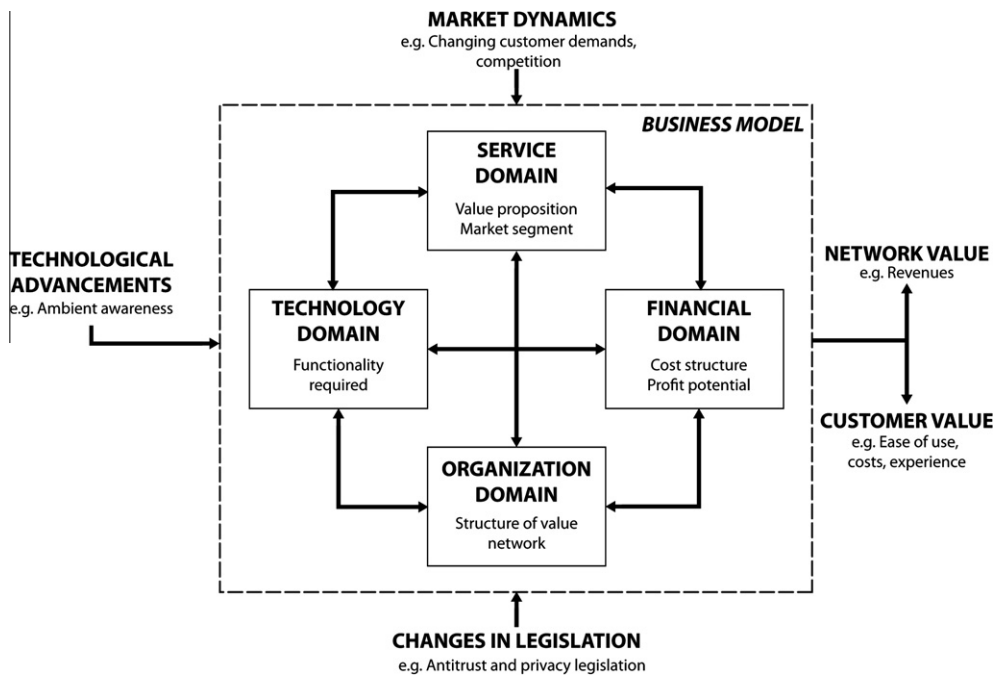 MARKET DYNAMICS
e.g. Changing customer demands,
competition
BUSINESS MODEL
SERVICE
DOMAIN
Value proposition
Market segment
TECHNOLOGICAL
ADVANCEMENTS
e.g. Ambient awareness
TECHNOLOGY
DOMAIN
Functionality
required
FINANCIAL
DOMAIN
Cost structure
Profit potential
NETWORK VALUE
e.g. Revenues
CUSTOMER VALUE
e.g. Ease of use,
costs, experience
ORGANIZATION
DOMAIN
Structure of value
network
CHANGES IN LEGISLATION
e.g. Antitrust and privacy legislation